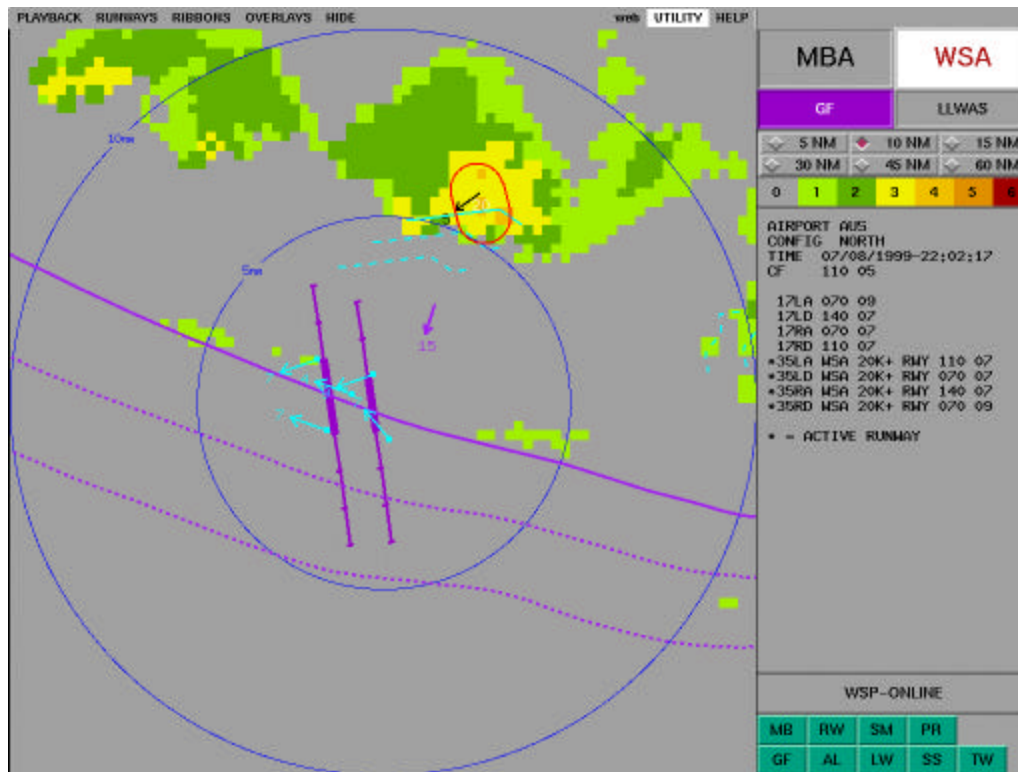 PLAYBACK RUNWAYS RIBBONS OVERLAYS HIDE web UTILITY HELP
MBA WSA
GF LLWAS
5 NM 10 NM 15 NM
30 NM 45 NM 60 NM
0 1 2 3 4 5 6
10nm
5nm
15
AIRPORT AUS
CONFIG NORTH
TIME 07/08/1999-22:02:17
CF 110 05
17LA 070 09
17LD 140 07
17RA 070 07
17RD 110 07
*35LA WSA 20K+ RWY 110 07
*35LD WSA 20K+ RWY 070 07
*35RA WSA 20K+ RWY 140 07
*35RD WSA 20K+ RWY 070 09
* = ACTIVE RUNWAY
WSP-ONLINE
MB RW SM PR
GF AL LW SS TW